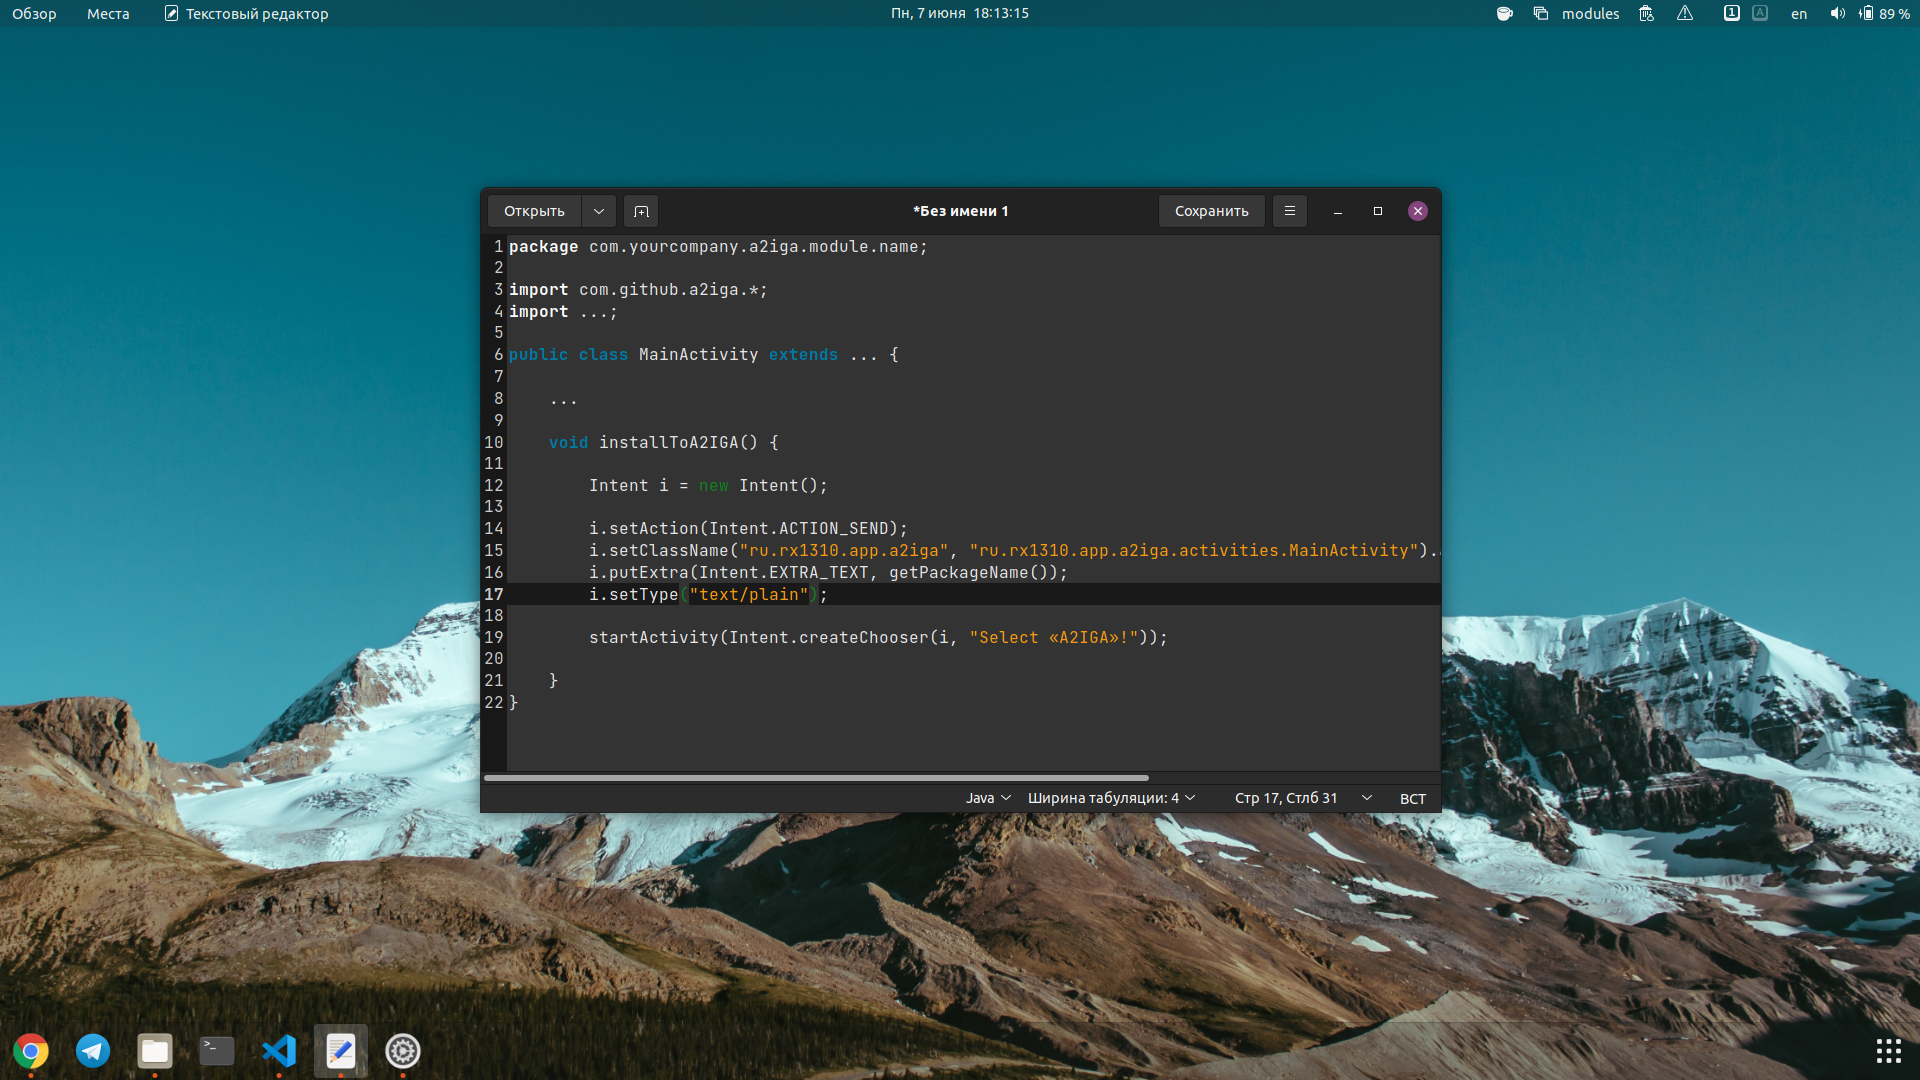 Обзор Места Текстовый редактор Пн, 7 июня 18:13:15 modules 1 A en 89 %
Открыть *Без имени 1 Сохранить
1 package com.yourcompany.a2iga.module.name;
2
3 import com.github.a2iga.*;
4 import ...;
5
6 public class MainActivity extends ... {
7
8 ...
9
10 void installToA2IGA() {
11
12 Intent i = new Intent();
13
14 i.setAction(Intent.ACTION_SEND);
15 i.setClassName("ru.rx1310.app.a2iga", "ru.rx1310.app.a2iga.activities.MainActivity").
16 i.putExtra(Intent.EXTRA_TEXT, getPackageName());
17 i.setType("text/plain");
18
19 startActivity(Intent.createChooser(i, "Select «A2IGA»!"));
20
21 }
22 }
Java Ширина табуляции: 4 Стр 17, Стлб 31 ВСТ
>_